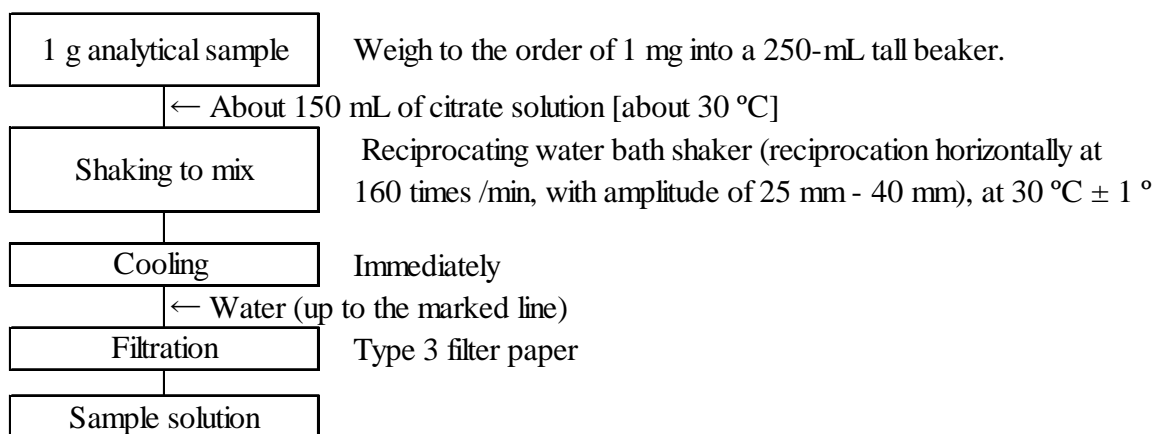 1 g analytical sample
Weigh to the order of 1 mg into a 250-mL tall beaker.
← About 150 mL of citrate solution [about 30 ºC]
Shaking to mix
Reciprocating water bath shaker (reciprocation horizontally at
160 times /min, with amplitude of 25 mm - 40 mm), at 30 ºC ± 1 º
Cooling
Immediately
← Water (up to the marked line)
Filtration
Type 3 filter paper
Sample solution